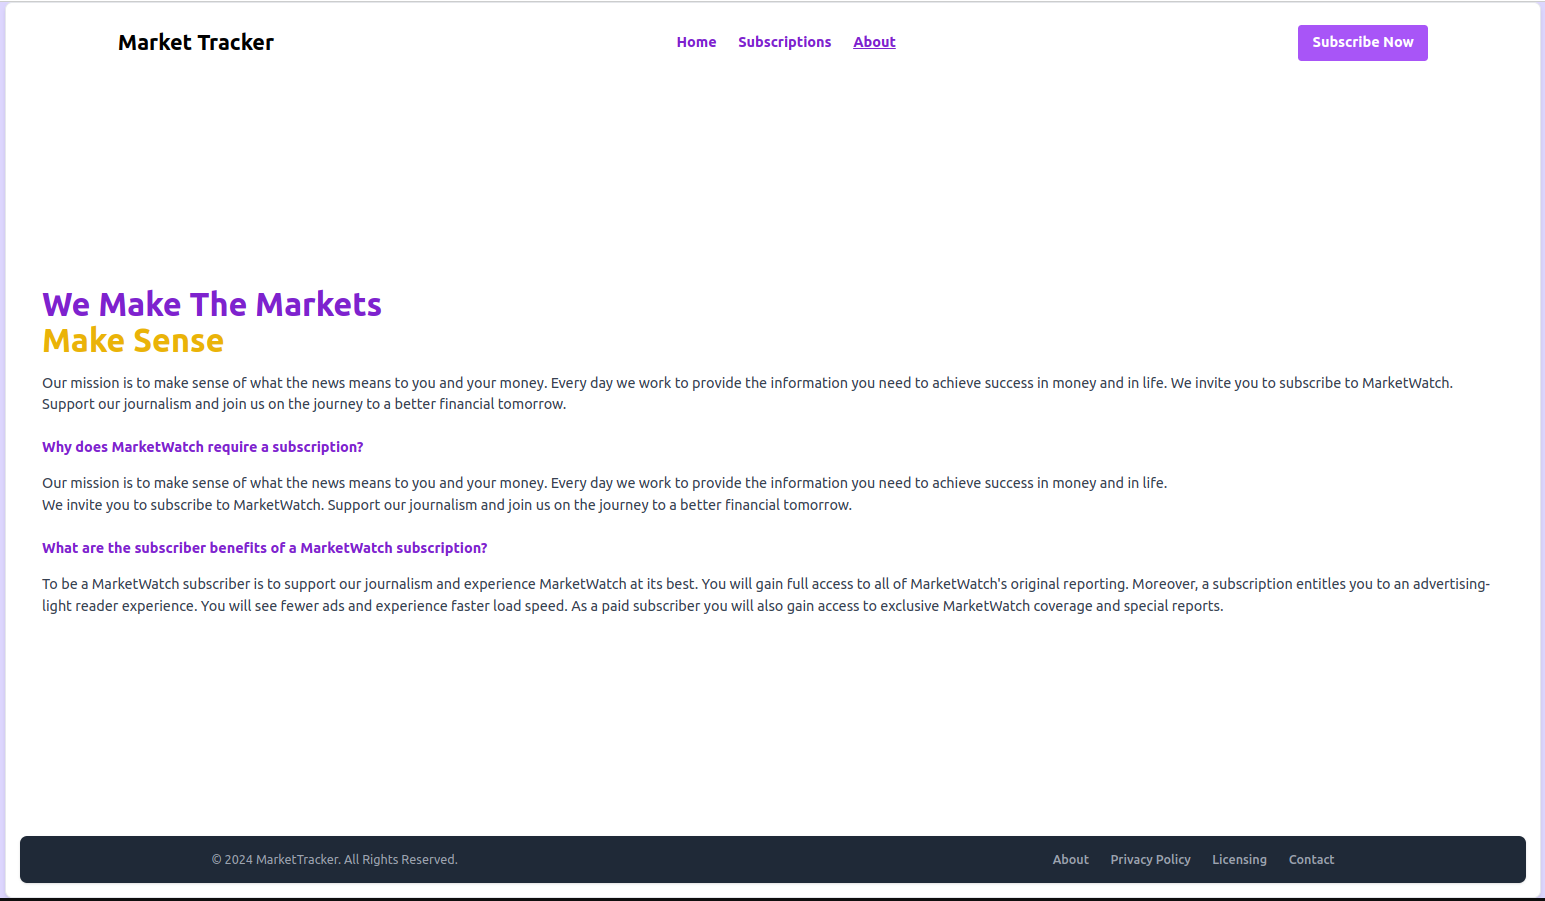 Market Tracker
Home Subscriptions About
Subscribe Now
We Make The Markets
Make Sense
Our mission is to make sense of what the news means to you and your money. Every day we work to provide the information you need to achieve success in money and in life. We invite you to subscribe to MarketWatch.
Support our journalism and join us on the journey to a better financial tomorrow.
Why does MarketWatch require a subscription?
Our mission is to make sense of what the news means to you and your money. Every day we work to provide the information you need to achieve success in money and in life.
We invite you to subscribe to MarketWatch. Support our journalism and join us on the journey to a better financial tomorrow.
What are the subscriber benefits of a MarketWatch subscription?
To be a MarketWatch subscriber is to support our journalism and experience MarketWatch at its best. You will gain full access to all of MarketWatch's original reporting. Moreover, a subscription entitles you to an advertising-
light reader experience. You will see fewer ads and experience faster load speed. As a paid subscriber you will also gain access to exclusive MarketWatch coverage and special reports.
© 2024 MarketTracker. All Rights Reserved.
About Privacy Policy Licensing Contact